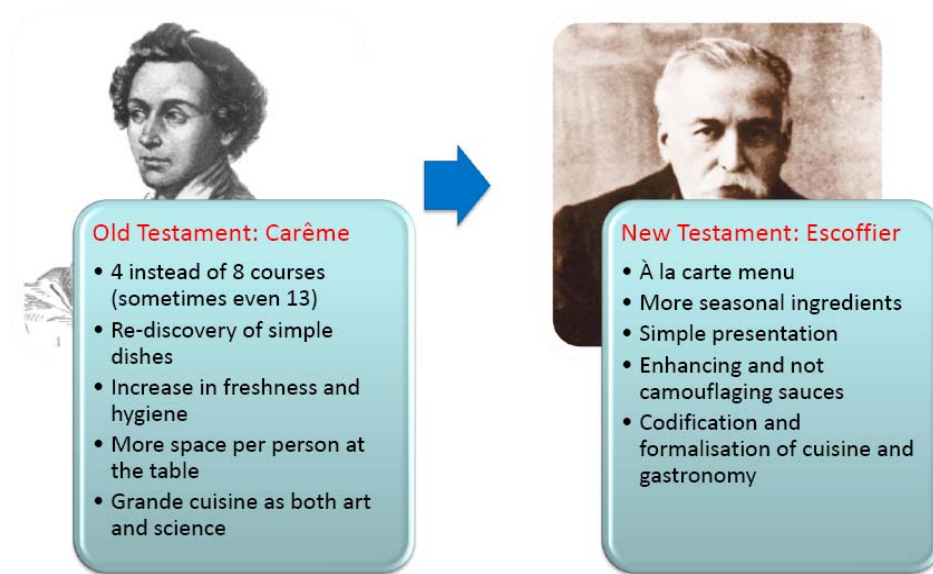 Old Testament: Carême
• 4 instead of 8 courses
(sometimes even 13)
• Re-discovery of simple
dishes
• Increase in freshness and
hygiene
• More space per person at
the table
• Grande cuisine as both art
and science
New Testament: Escoffier
• À la carte menu
• More seasonal ingredients
• Simple presentation
• Enhancing and not
camouflaging sauces
• Codification and
formalisation of cuisine and
gastronomy